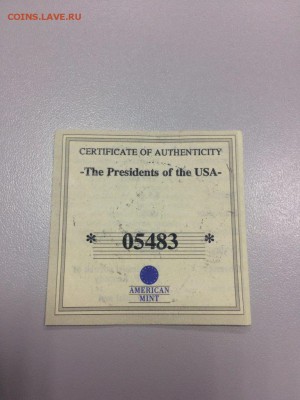 COINS.LAVE.RU
CERTIFICATE OF AUTHENTICITY
-The Presidents of the USA-
* 05483 *
AMERICAN
MINT